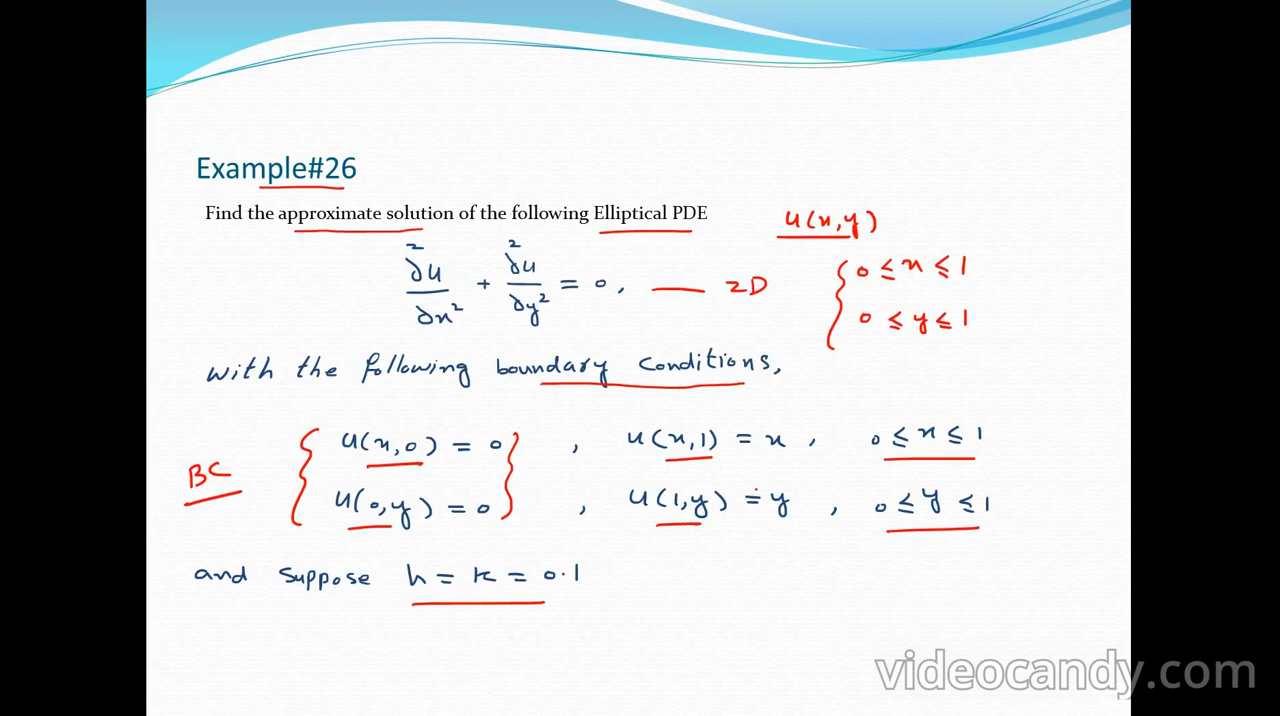 Example#26
Find the approximate solution of the following Elliptical PDE
u(x,y)
∂²u/∂x² + ∂²u/∂y² = 0, — 2D
0 ≤ x ≤ 1
0 ≤ y ≤ 1
with the following boundary conditions,
BC
u(x,0) = 0 , u(x,1) = x , 0 ≤ x ≤ 1
u(0,y) = 0 , u(1,y) = y , 0 ≤ y ≤ 1
and suppose h = k = 0.1
videocandy.com